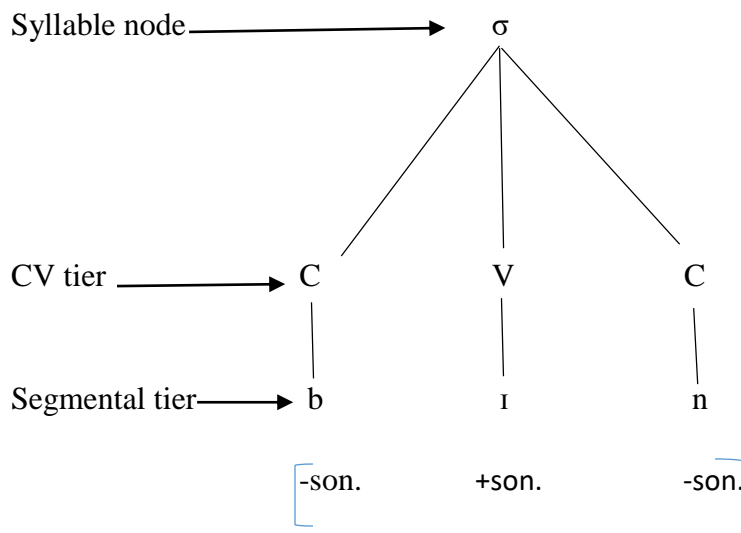 Syllable node σ
CV tier C V C
Segmental tier b ɪ n
-son. +son. -son.